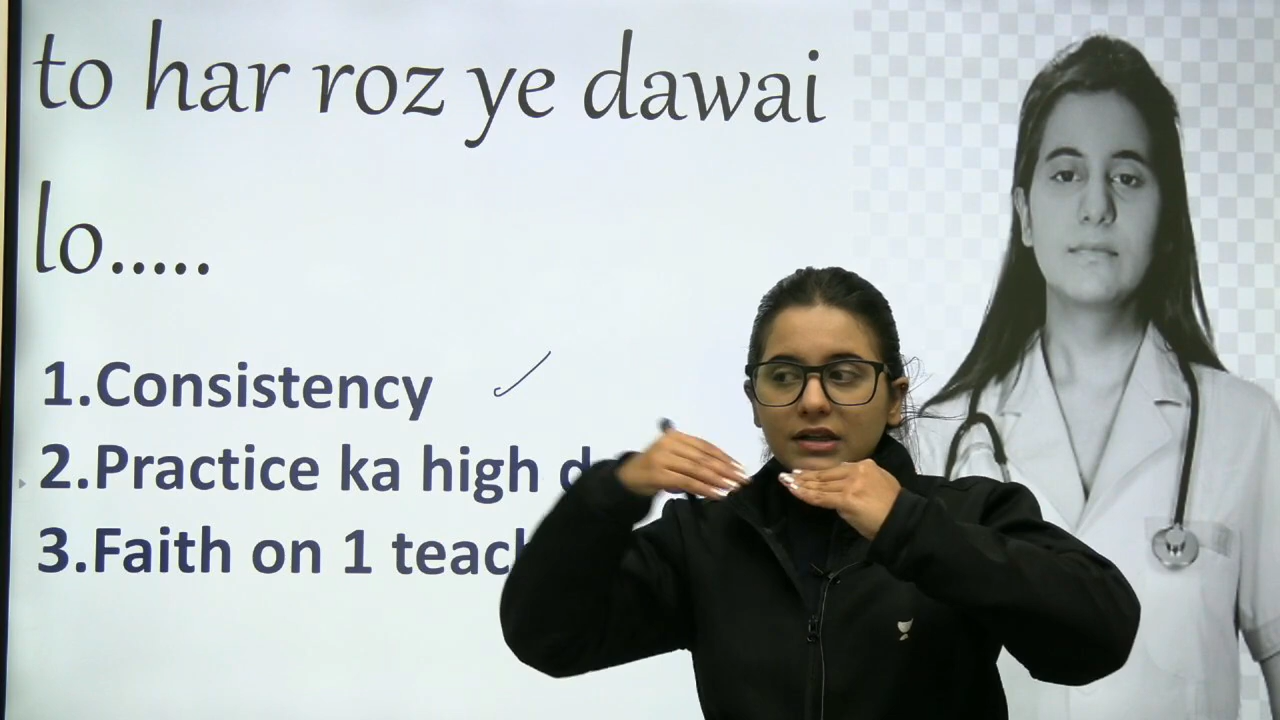 to har roz ye dawai
lo.....
1.Consistency
2.Practice ka high
3.Faith on 1